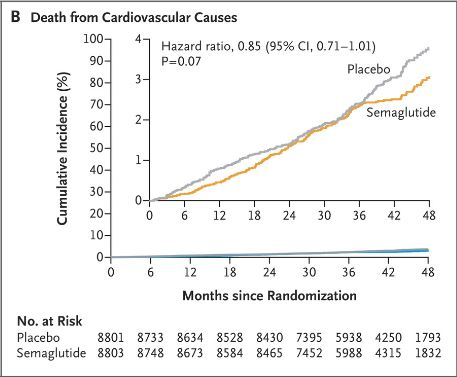 B Death from Cardiovascular Causes
Cumulative Incidence (%)
100
90
80
70
60
50
40
30
20
10
0
4
3
2
1
0
Hazard ratio, 0.85 (95% CI, 0.71–1.01)
P=0.07
Placebo
Semaglutide
0 6 12 18 24 30 36 42 48
0 6 12 18 24 30 36 42 48
Months since Randomization
No. at Risk
Placebo 8801 8733 8634 8528 8430 7395 5938 4250 1793
Semaglutide 8803 8748 8673 8584 8465 7452 5988 4315 1832